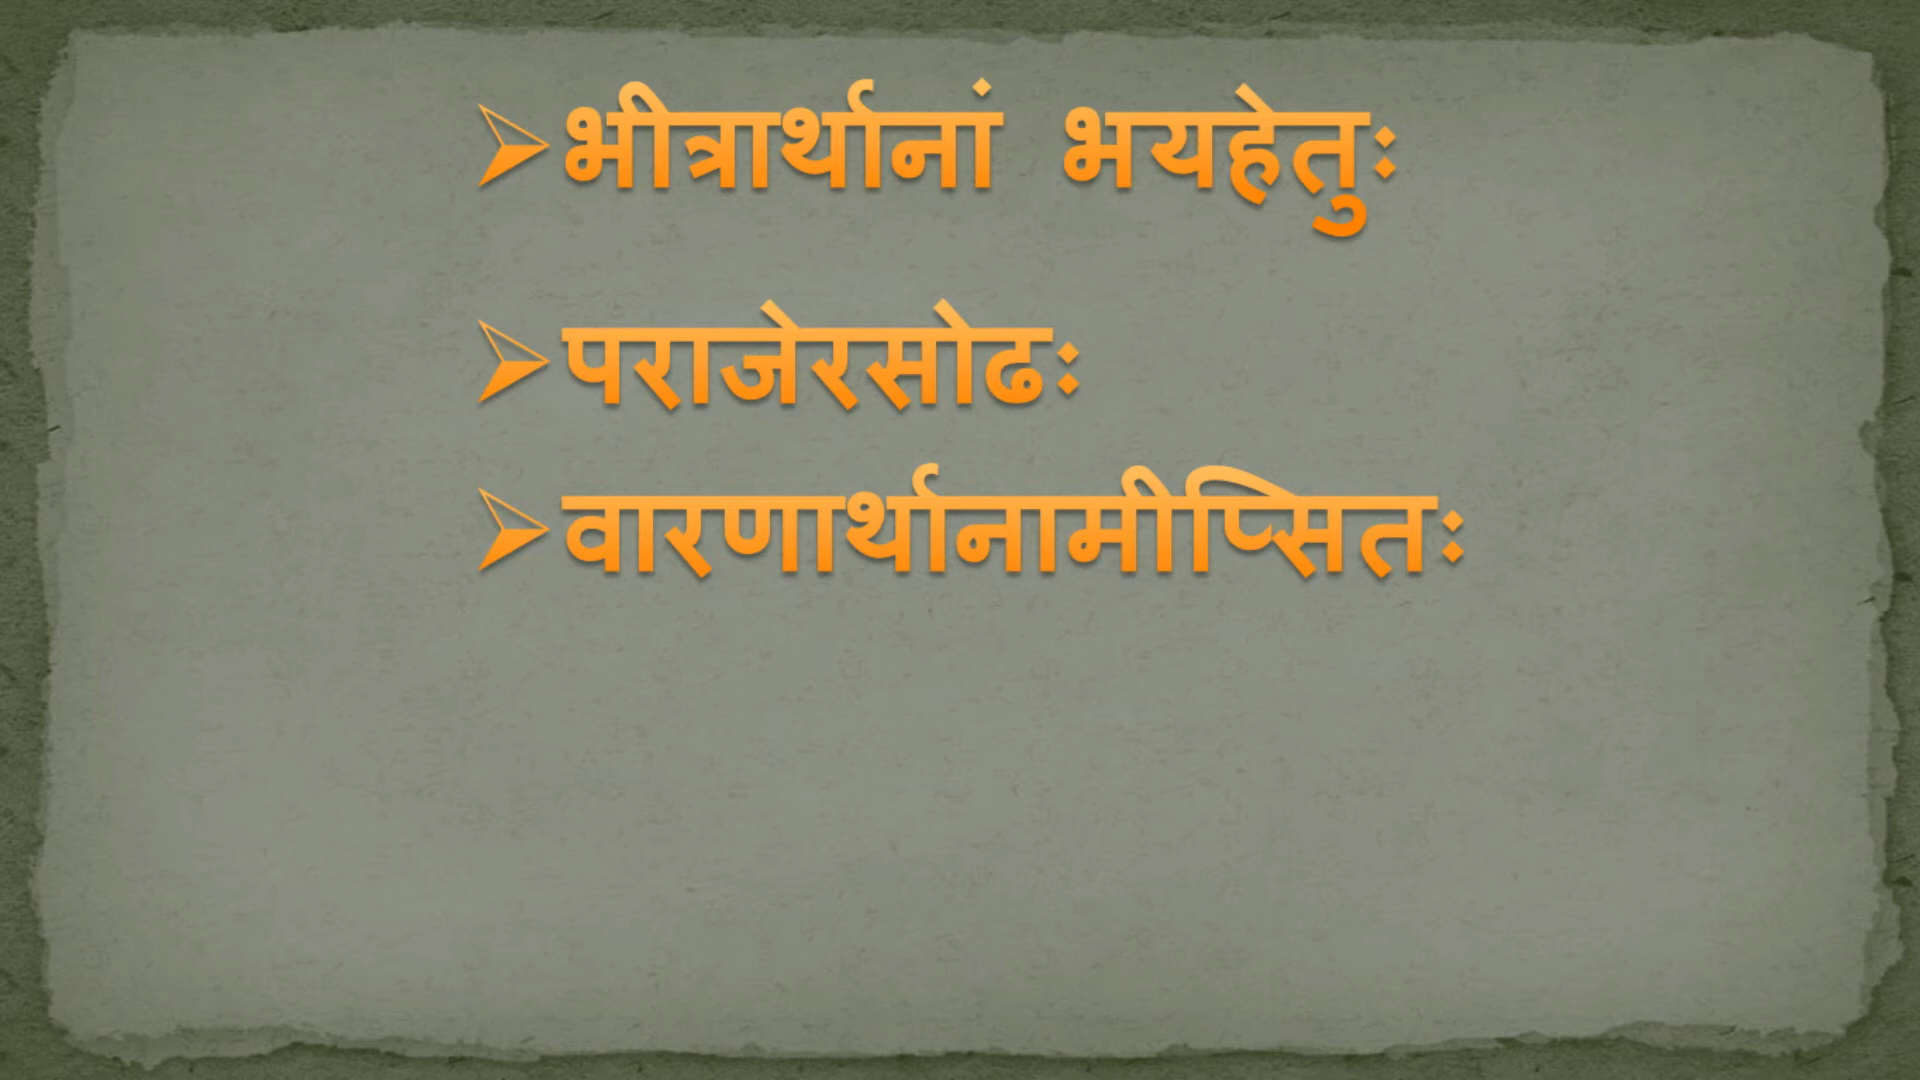 ➢भीत्रार्थानां भयहेतुः
➢पराजेरसोढः
➢वारणार्थानामीप्सितः